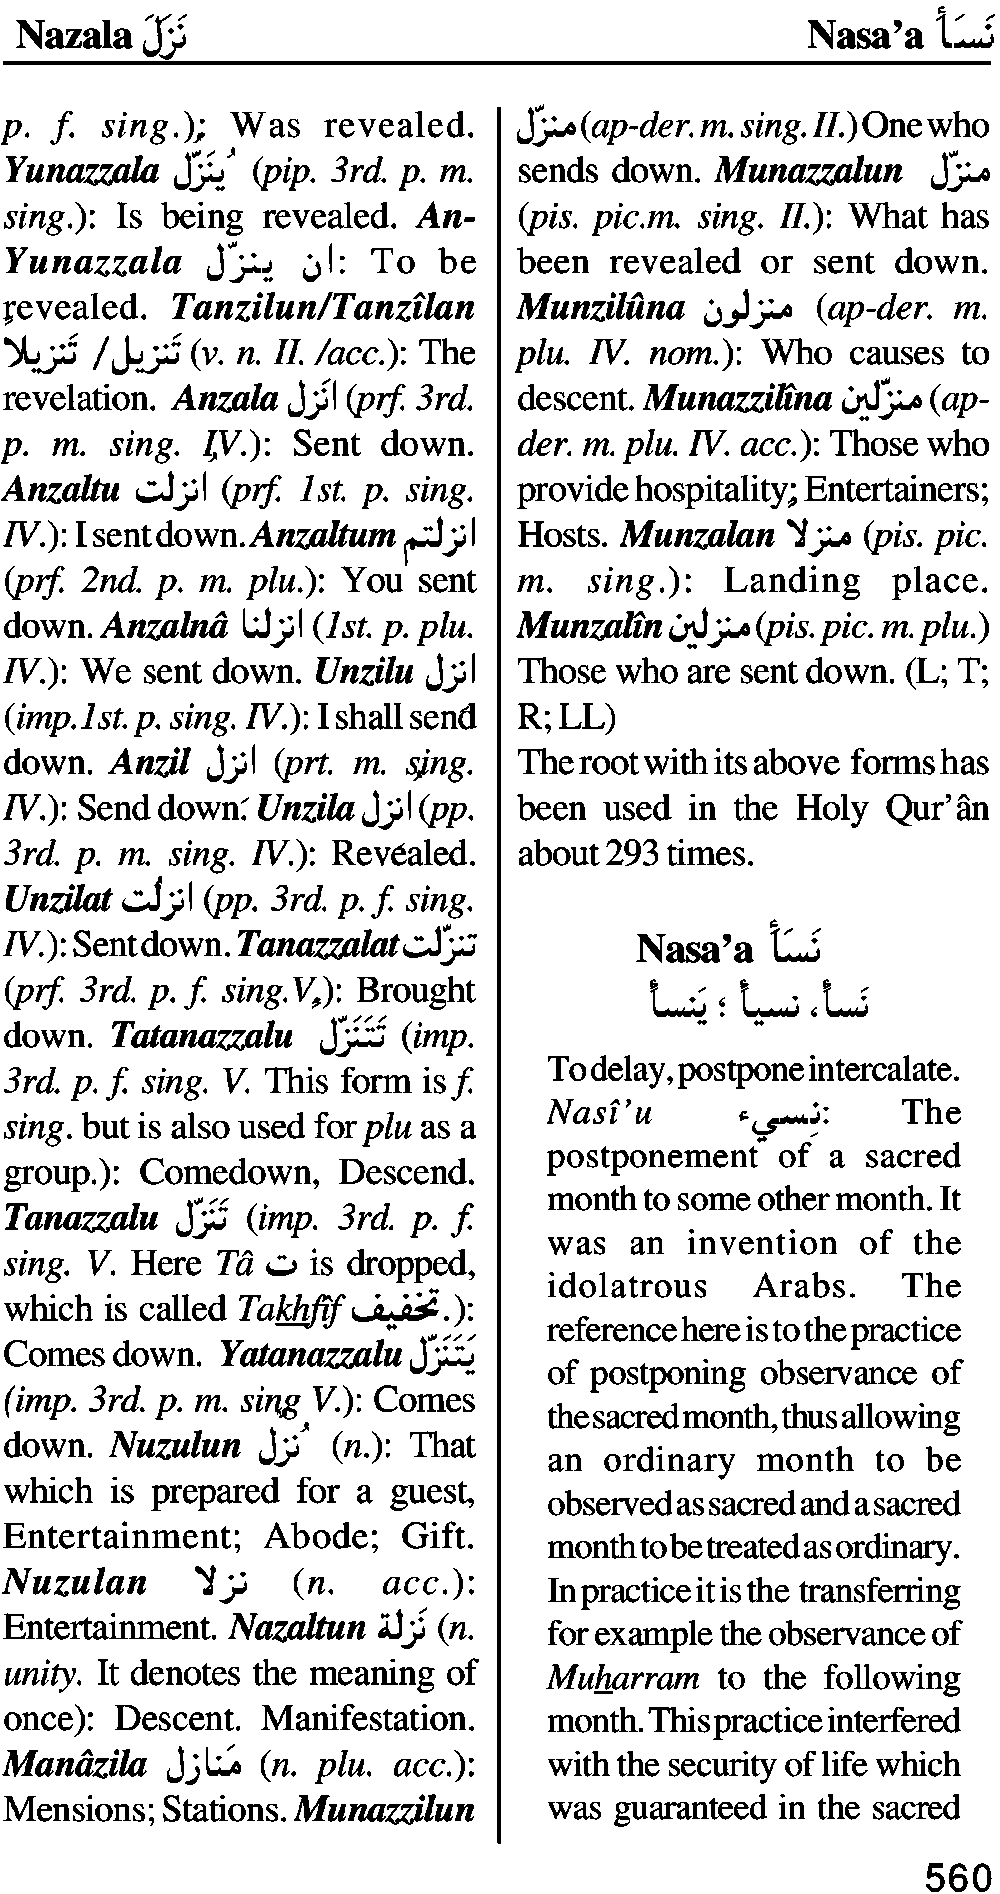 Nazala نَزَلَ
Nasa’a نَسَأَ
p. f. sing.); Was revealed.
Yunazzala يُنَزّل (pip. 3rd. p. m.
sing.): Is being revealed. An-
Yunazzala ان ينزّل: To be
revealed. Tanzilun/Tanzîlan
تَنزيل/ تَنزيلا (v. n. II. /acc.): The
revelation. Anzala انَزل (prf. 3rd.
p. m. sing. IV.): Sent down.
Anzaltu انزلت (prf. 1st. p. sing.
IV.): I sent down. Anzaltum انزلتم
(prf. 2nd. p. m. plu.): You sent
down. Anzalnâ انزلنا (1st. p. plu.
IV.): We sent down. Unzilu انزل
(imp.1st. p. sing. IV.): I shall send
down. Anzil انزل (prt. m. sing.
IV.): Send down. Unzila انزل (pp.
3rd. p. m. sing. IV.): Revealed.
Unzilat انزلت (pp. 3rd. p. f. sing.
IV.): Sent down. Tanazzalat تنزّلت
(prf. 3rd. p. f. sing.V.): Brought
down. Tatanazzalu تَتَنَزّل (imp.
3rd. p. f. sing. V. This form is f.
sing. but is also used for plu as a
group.): Comedown, Descend.
Tanazzalu تَنَزّل (imp. 3rd. p. f.
sing. V. Here Tâ ت is dropped,
which is called Takhfîf تخفيف.):
Comes down. Yatanazzalu يَتَنَزّل
(imp. 3rd. p. m. sing V.): Comes
down. Nuzulun نُزل (n.): That
which is prepared for a guest,
Entertainment; Abode; Gift.
Nuzulan نزلا (n. acc.):
Entertainment. Nazaltun نَزلة (n.
unity. It denotes the meaning of
once): Descent. Manifestation.
Manâzila مَنازل (n. plu. acc.):
Mensions; Stations. Munazzilun
منزّل (ap-der. m. sing. II.) One who
sends down. Munazzalun منزّل
(pis. pic.m. sing. II.): What has
been revealed or sent down.
Munzilûna منزلون (ap-der. m.
plu. IV. nom.): Who causes to
descent. Munazzilîna منزّلين (ap-
der. m. plu. IV. acc.): Those who
provide hospitality; Entertainers;
Hosts. Munzalan منزلا (pis. pic.
m. sing.): Landing place.
Munzalîn منزلين (pis. pic. m. plu.)
Those who are sent down. (L; T;
R; LL)
The root with its above forms has
been used in the Holy Qur’ân
about 293 times.
Nasa’a نَسَأَ
نَسأ، نسيأ ؛ يَنسأ
To delay, postpone intercalate.
Nasî’u نِسيء: The
postponement of a sacred
month to some other month. It
was an invention of the
idolatrous Arabs. The
reference here is to the practice
of postponing observance of
the sacred month, thus allowing
an ordinary month to be
observed as sacred and a sacred
month to be treated as ordinary.
In practice it is the transferring
for example the observance of
Muharram to the following
month. This practice interfered
with the security of life which
was guaranteed in the sacred
560